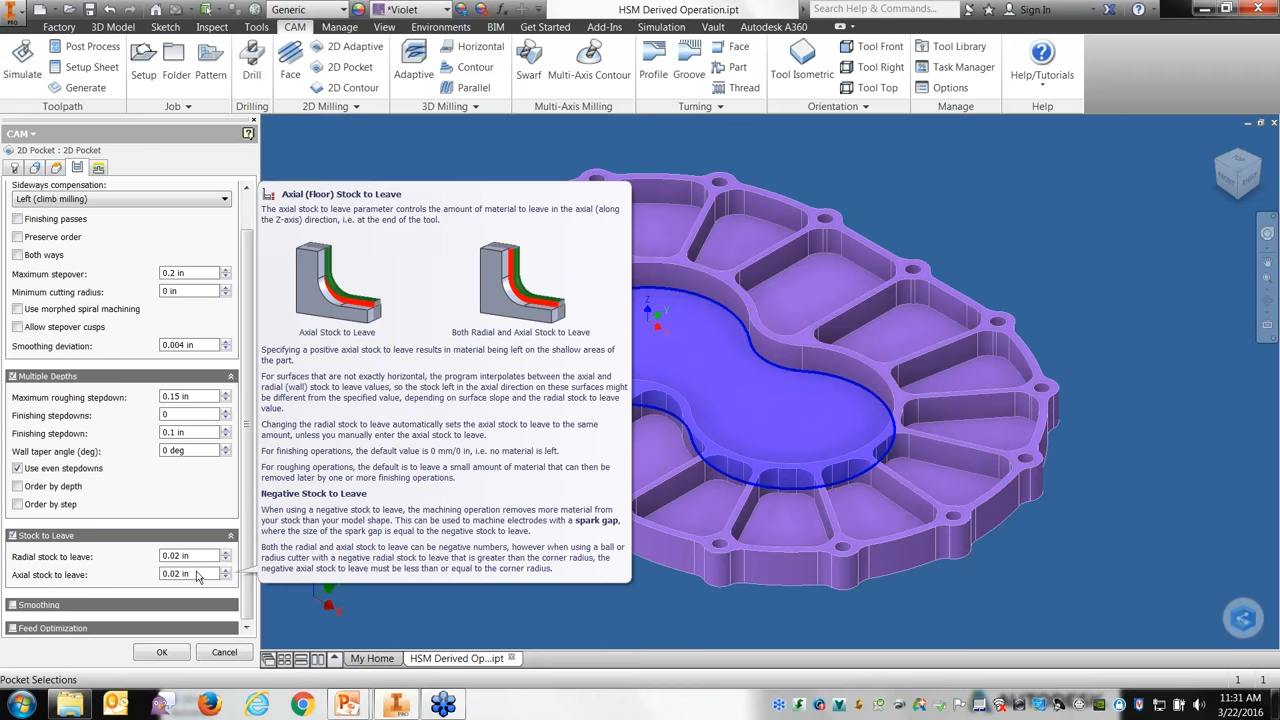 PRO
Generic
*Violet
HSM Derived Operation.ipt
Search Help & Commands...
Sign In
Factory 3D Model Sketch Inspect Tools CAM View Environments BIM Get Started Add-Ins Simulation Vault Autodesk A360
Simulate
Post Process
Setup Sheet
Generate
Toolpath
Setup
Folder
Pattern
Job
Drill
Drilling
Face
2D Adaptive
2D Pocket
2D Contour
2D Milling
Adaptive
Horizontal
Contour
Parallel
3D Milling
Swarf
Multi-Axis Contour
Multi-Axis Milling
Profile
Groove
Face
Part
Thread
Turning
Tool Isometric
Tool Front
Tool Right
Tool Top
Orientation
Tool Library
Task Manager
Options
Manage
Help/Tutorials
Help
CAM
2D Pocket : 2D Pocket
Sideways compensation:
Left (climb milling)
Finishing passes
Preserve order
Both ways
Maximum stepover: 0.2 in
Minimum cutting radius: 0 in
Use morphed spiral machining
Allow stepover cusps
Smoothing deviation: 0.004 in
Multiple Depths
Maximum roughing stepdown: 0.15 in
Finishing stepdowns: 0
Finishing stepdown: 0.1 in
Wall taper angle (deg): 0 deg
Use even stepdowns
Order by depth
Order by step
Stock to Leave
Radial stock to leave: 0.02 in
Axial stock to leave: 0.02 in
Smoothing
Feed Optimization
OK Cancel
Axial (Floor) Stock to Leave
The axial stock to leave parameter controls the amount of material to leave in the axial (along
the Z-axis) direction, i.e. at the end of the tool.
Axial Stock to Leave
Both Radial and Axial Stock to Leave
Specifying a positive axial stock to leave results in material being left on the shallow areas of
the part.
For surfaces that are not exactly horizontal, the program interpolates between the axial and
radial (wall) stock to leave values, so the stock left in the axial direction on these surfaces might
be different from the specified value, depending on surface slope and the radial stock to leave
value.
Changing the radial stock to leave automatically sets the axial stock to leave to the same
amount, unless you manually enter the axial stock to leave.
For finishing operations, the default value is 0 mm/0 in, i.e. no material is left.
For roughing operations, the default is to leave a small amount of material that can then be
removed later by one or more finishing operations.
Negative Stock to Leave
When using a negative stock to leave, the machining operation removes more material from
your stock than your model shape. This can be used to machine electrodes with a spark gap,
where the size of the spark gap is equal to the negative stock to leave.
Both the radial and axial stock to leave can be negative numbers, however when using a ball or
radius cutter with a negative radial stock to leave that is greater than the corner radius, the
negative axial stock to leave must be less than or equal to the corner radius.
Z
Y
X
My Home
HSM Derived Op...ipt
Pocket Selections
1 1
11:31 AM
3/22/2016